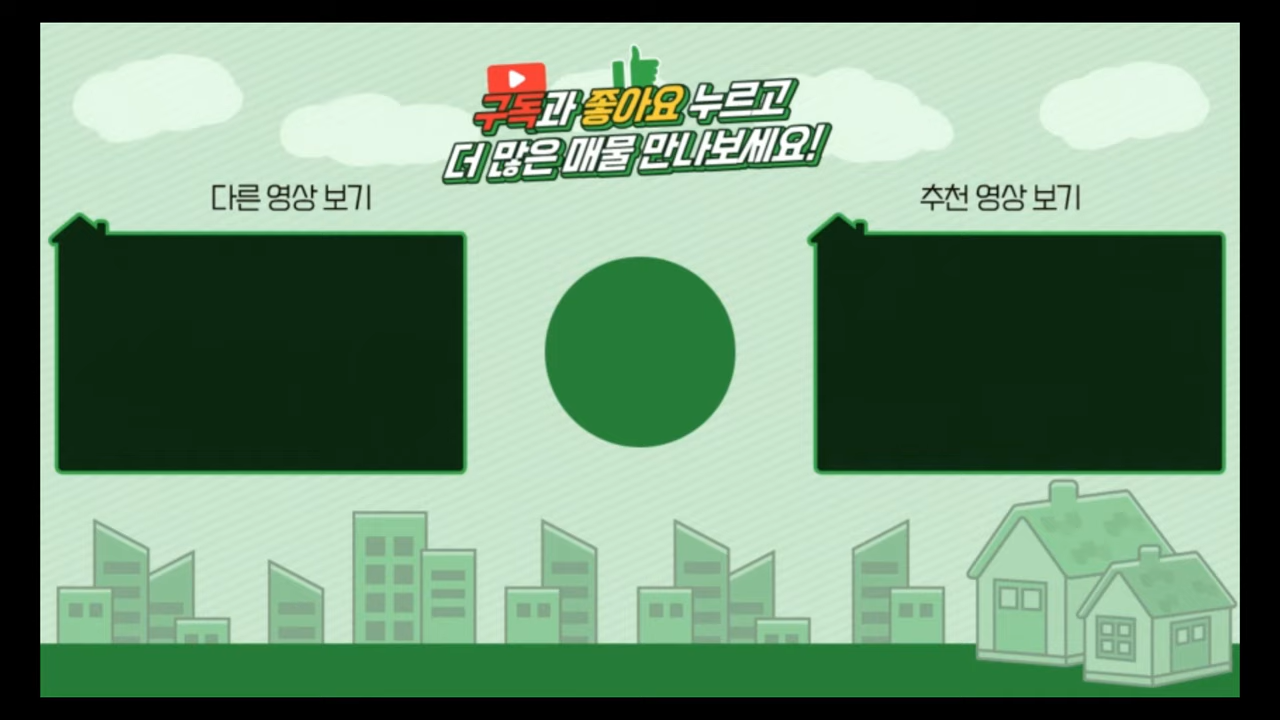 구독과 좋아요 누르고
더 많은 매물 만나보세요!
다른 영상 보기
추천 영상 보기